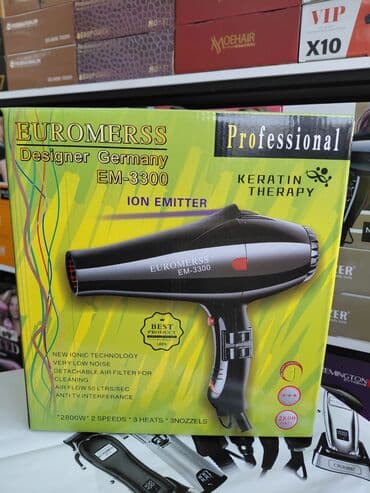 VIP
X10
MOEHAIR
EUROMERSS
Designer Germany
EM-3300
Professional
KERATIN
THERAPY
ION EMITTER
EUROMERSS
EM-3300
BEST
PRODUCT
NEW IONIC TECHNOLOGY
VERY LOW NOISE
DETACHABLE AIR FILTER FOR
CLEANING
AIR FLOW 50 LTRS/SEC
ANTI TV INTERFERANCE
*2800W* 2 SPEEDS * 3 HEATS * 3NOZZELS
REMINGTON